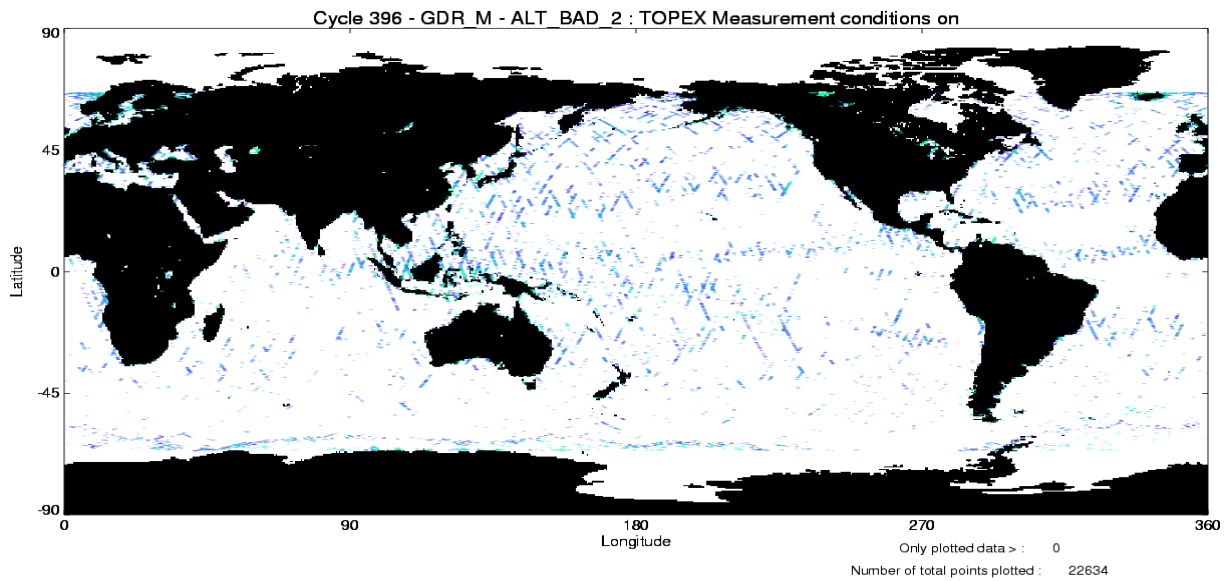 Cycle 396 - GDR_M - ALT_BAD_2 : TOPEX Measurement conditions on
90
45
0
-45
-90
Latitude
0 90 180 270 360
Longitude
Only plotted data > : 0
Number of total points plotted : 22634